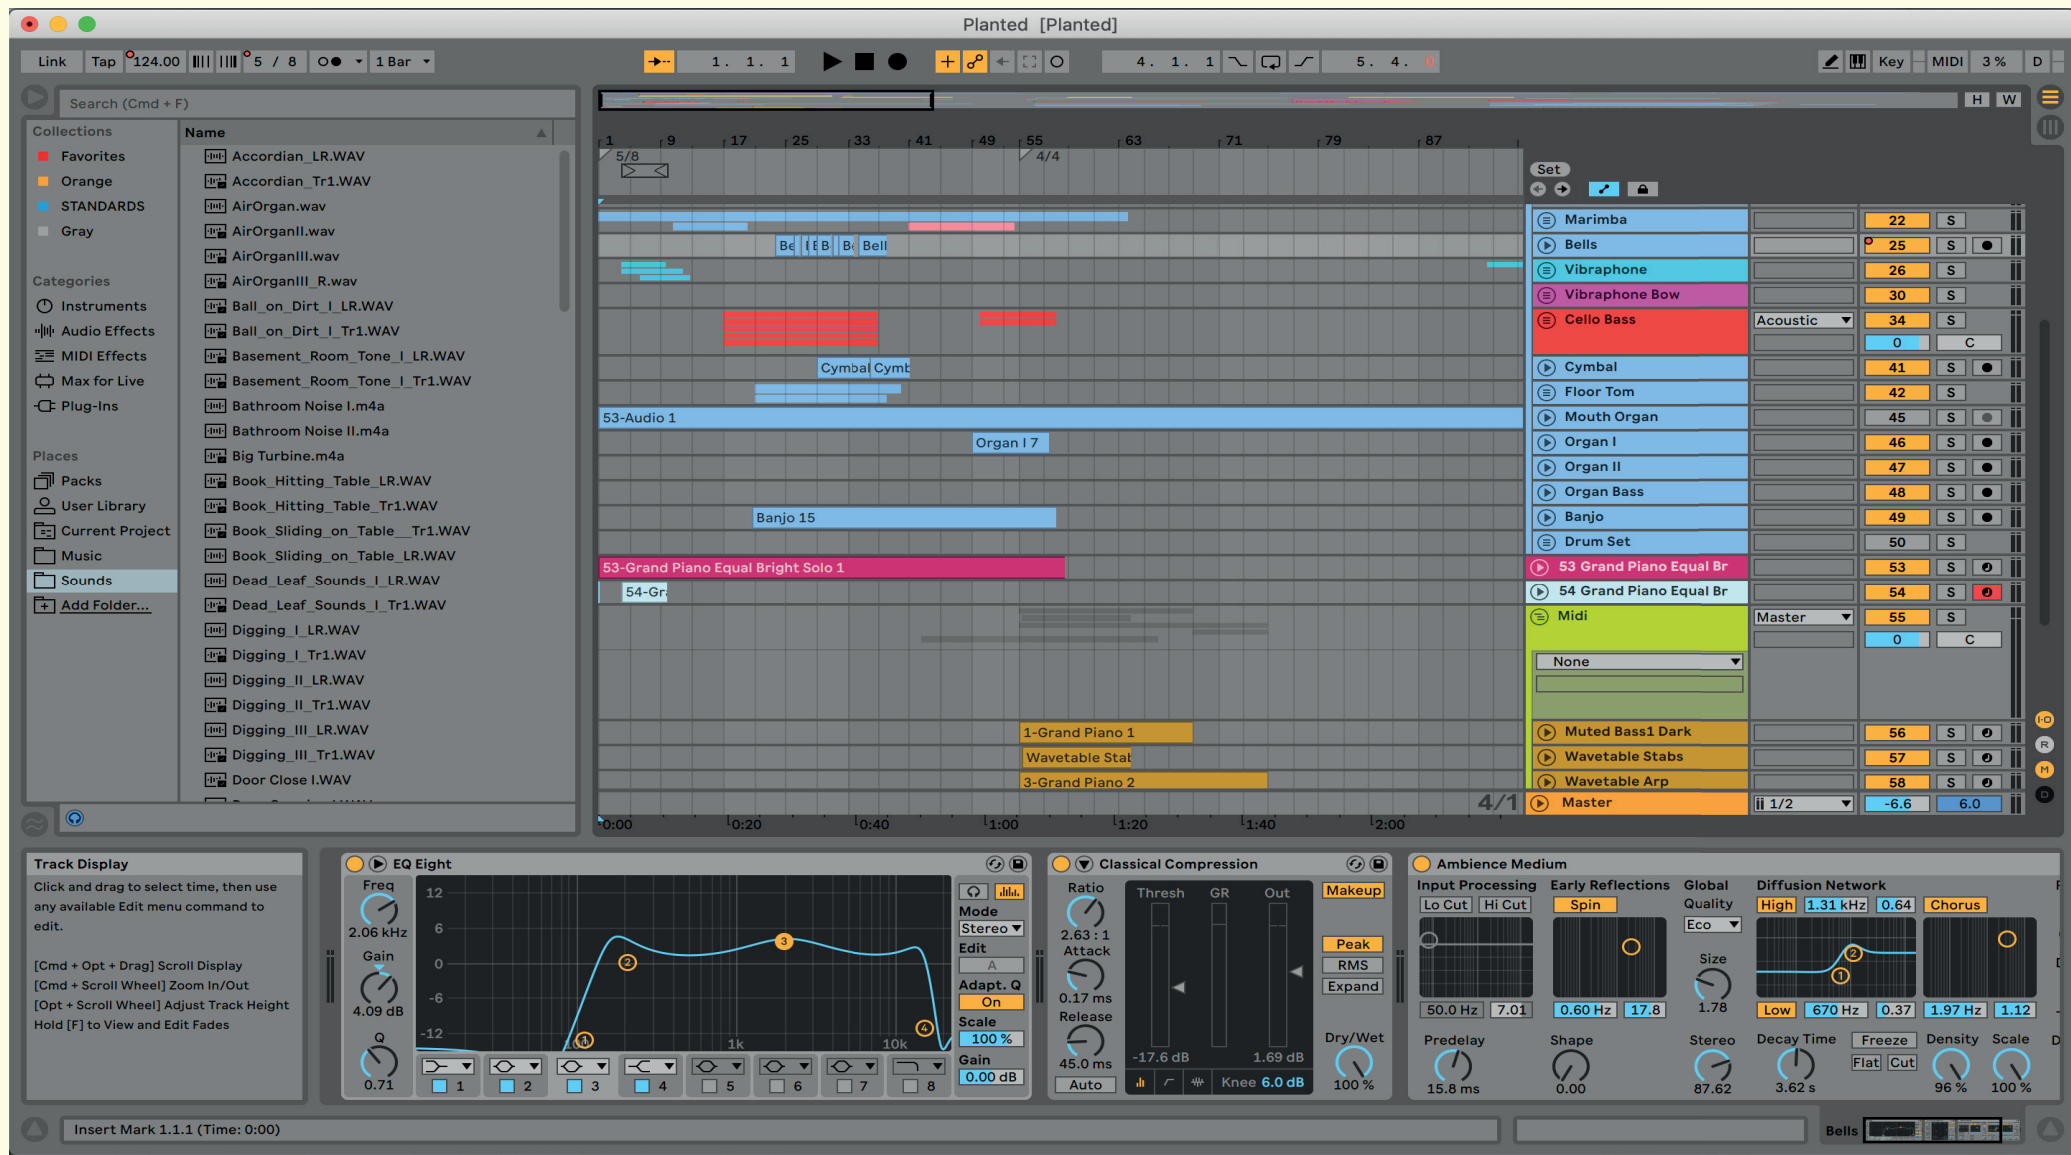 Planted [Planted]
Link Tap 124.00 5 / 8 1 Bar
1. 1. 1
4. 1. 1
5. 4. 0
Key MIDI 3 % D
Search (Cmd + F)
H W
Collections
Favorites
Orange
STANDARDS
Gray
Categories
Instruments
Audio Effects
MIDI Effects
Max for Live
Plug-Ins
Places
Packs
User Library
Current Project
Music
Sounds
Add Folder...
Name
Accordian_LR.WAV
Accordian_Tr1.WAV
AirOrgan.wav
AirOrganII.wav
AirOrganIII.wav
AirOrganIII_R.wav
Ball_on_Dirt_I_LR.WAV
Ball_on_Dirt_I_Tr1.WAV
Basement_Room_Tone_I_LR.WAV
Basement_Room_Tone_I_Tr1.WAV
Bathroom Noise I.m4a
Bathroom Noise II.m4a
Big Turbine.m4a
Book_Hitting_Table_LR.WAV
Book_Hitting_Table_Tr1.WAV
Book_Sliding_on_Table__Tr1.WAV
Book_Sliding_on_Table_LR.WAV
Dead_Leaf_Sounds_I_LR.WAV
Dead_Leaf_Sounds_I_Tr1.WAV
Digging_I_LR.WAV
Digging_I_Tr1.WAV
Digging_II_LR.WAV
Digging_II_Tr1.WAV
Digging_III_LR.WAV
Digging_III_Tr1.WAV
Door Close I.WAV
1 9 17 25 33 41 49 55 63 71 79 87
5/8 4/4
Set
Marimba 22 S
Be B B Bell
Bells 25 S
Vibraphone 26 S
Vibraphone Bow 30 S
Cello Bass Acoustic 34 S
0 C
Cymbal Cymb
Cymbal 41 S
Floor Tom 42 S
53-Audio 1
Mouth Organ 45 S
Organ I 7
Organ I 46 S
Organ II 47 S
Organ Bass 48 S
Banjo 15
Banjo 49 S
Drum Set 50 S
53-Grand Piano Equal Bright Solo 1
53 Grand Piano Equal Br 53 S
54-Gr
54 Grand Piano Equal Br 54 S
Midi Master 55 S
0 C
None
1-Grand Piano 1
Muted Bass1 Dark 56 S
Wavetable Stab
Wavetable Stabs 57 S
3-Grand Piano 2
Wavetable Arp 58 S
4/1
Master 1/2 -6.6 6.0
0:00 0:20 0:40 1:00 1:20 1:40 2:00
I-O
R
M
D
Track Display
Click and drag to select time, then use
any available Edit menu command to
edit.
[Cmd + Opt + Drag] Scroll Display
[Cmd + Scroll Wheel] Zoom In/Out
[Opt + Scroll Wheel] Adjust Track Height
Hold [F] to View and Edit Fades
EQ Eight
Freq
2.06 kHz
Gain
4.09 dB
Q
0.71
12
6
0
-6
-12
100 1k 10k
1 2 3 4
1 2 3 4 5 6 7 8
Mode
Stereo
Edit
A
Adapt. Q
On
Scale
100 %
Gain
0.00 dB
Classical Compression
Ratio
2.63 : 1
Attack
0.17 ms
Release
45.0 ms
Auto
Thresh GR Out
-17.6 dB 1.69 dB
Knee 6.0 dB
Makeup
Peak
RMS
Expand
Dry/Wet
100 %
Ambience Medium
Input Processing
Lo Cut Hi Cut
50.0 Hz 7.01
Predelay
15.8 ms
Early Reflections
Spin
0.60 Hz 17.8
Shape
0.00
Global
Quality
Eco
Size
1.78
Stereo
87.62
Diffusion Network
High 1.31 kHz 0.64 Chorus
1 2
Low 670 Hz 0.37 1.97 Hz 1.12
Decay Time
3.62 s
Freeze
Flat Cut
Density
96 %
Scale
100 %
Insert Mark 1.1.1 (Time: 0:00)
Bells